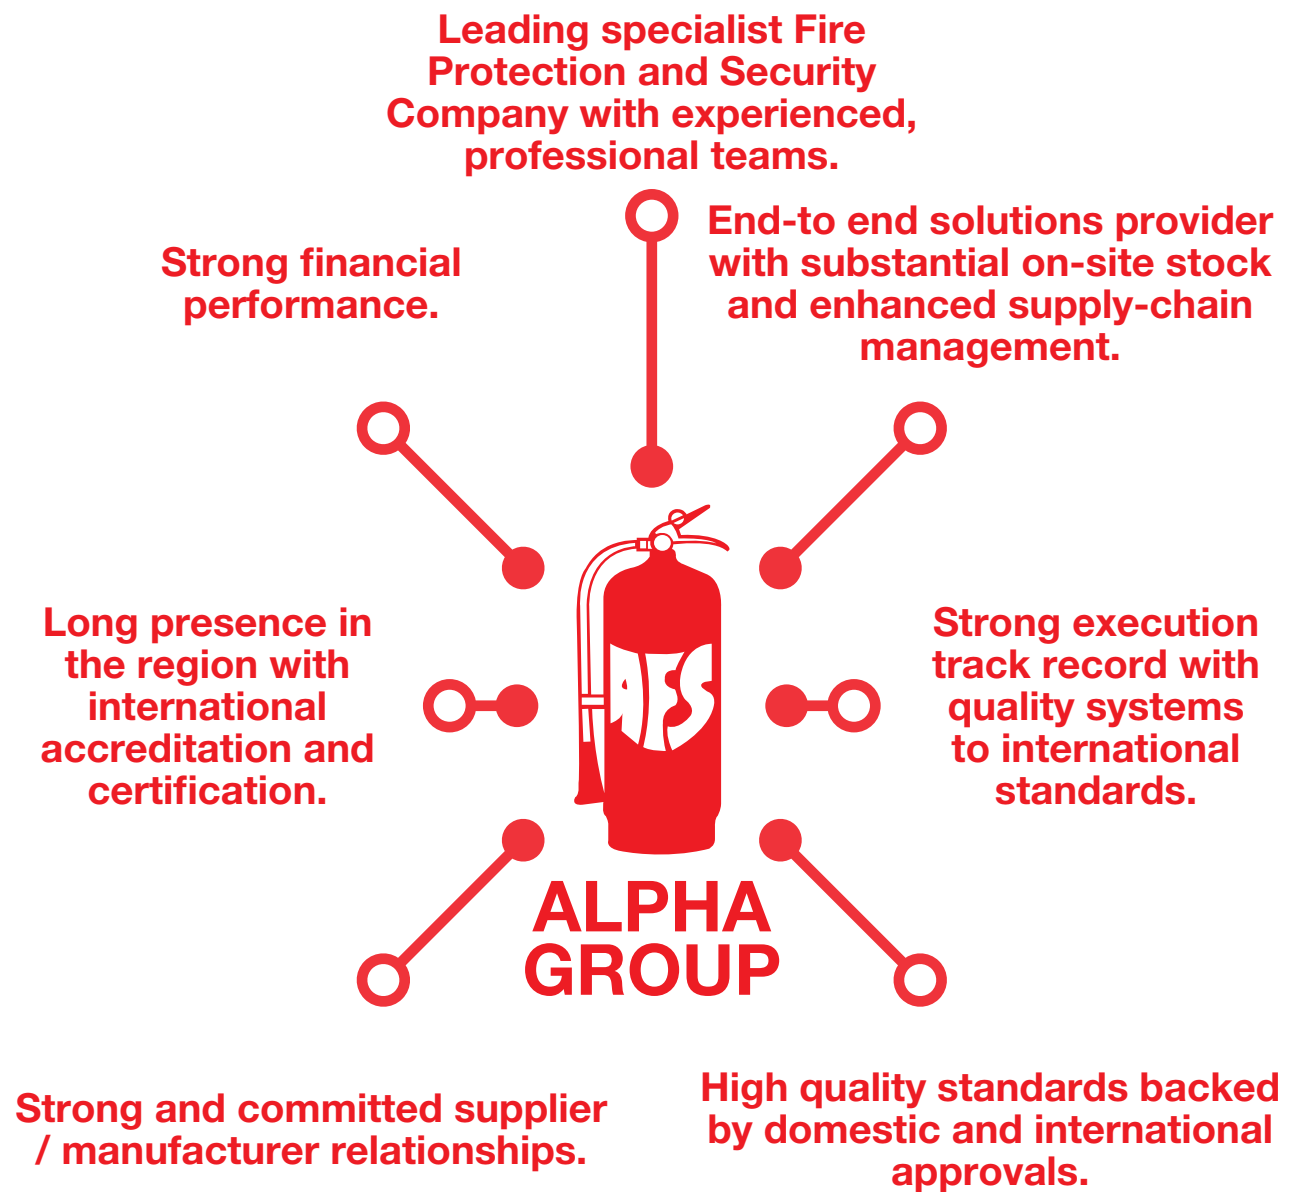 Leading specialist Fire
Protection and Security
Company with experienced,
professional teams.
End-to end solutions provider
with substantial on-site stock
and enhanced supply-chain
management.
Strong financial
performance.
Long presence in
the region with
international
accreditation and
certification.
Strong execution
track record with
quality systems
to international
standards.
ALPHA
GROUP
Strong and committed supplier
/ manufacturer relationships.
High quality standards backed
by domestic and international
approvals.